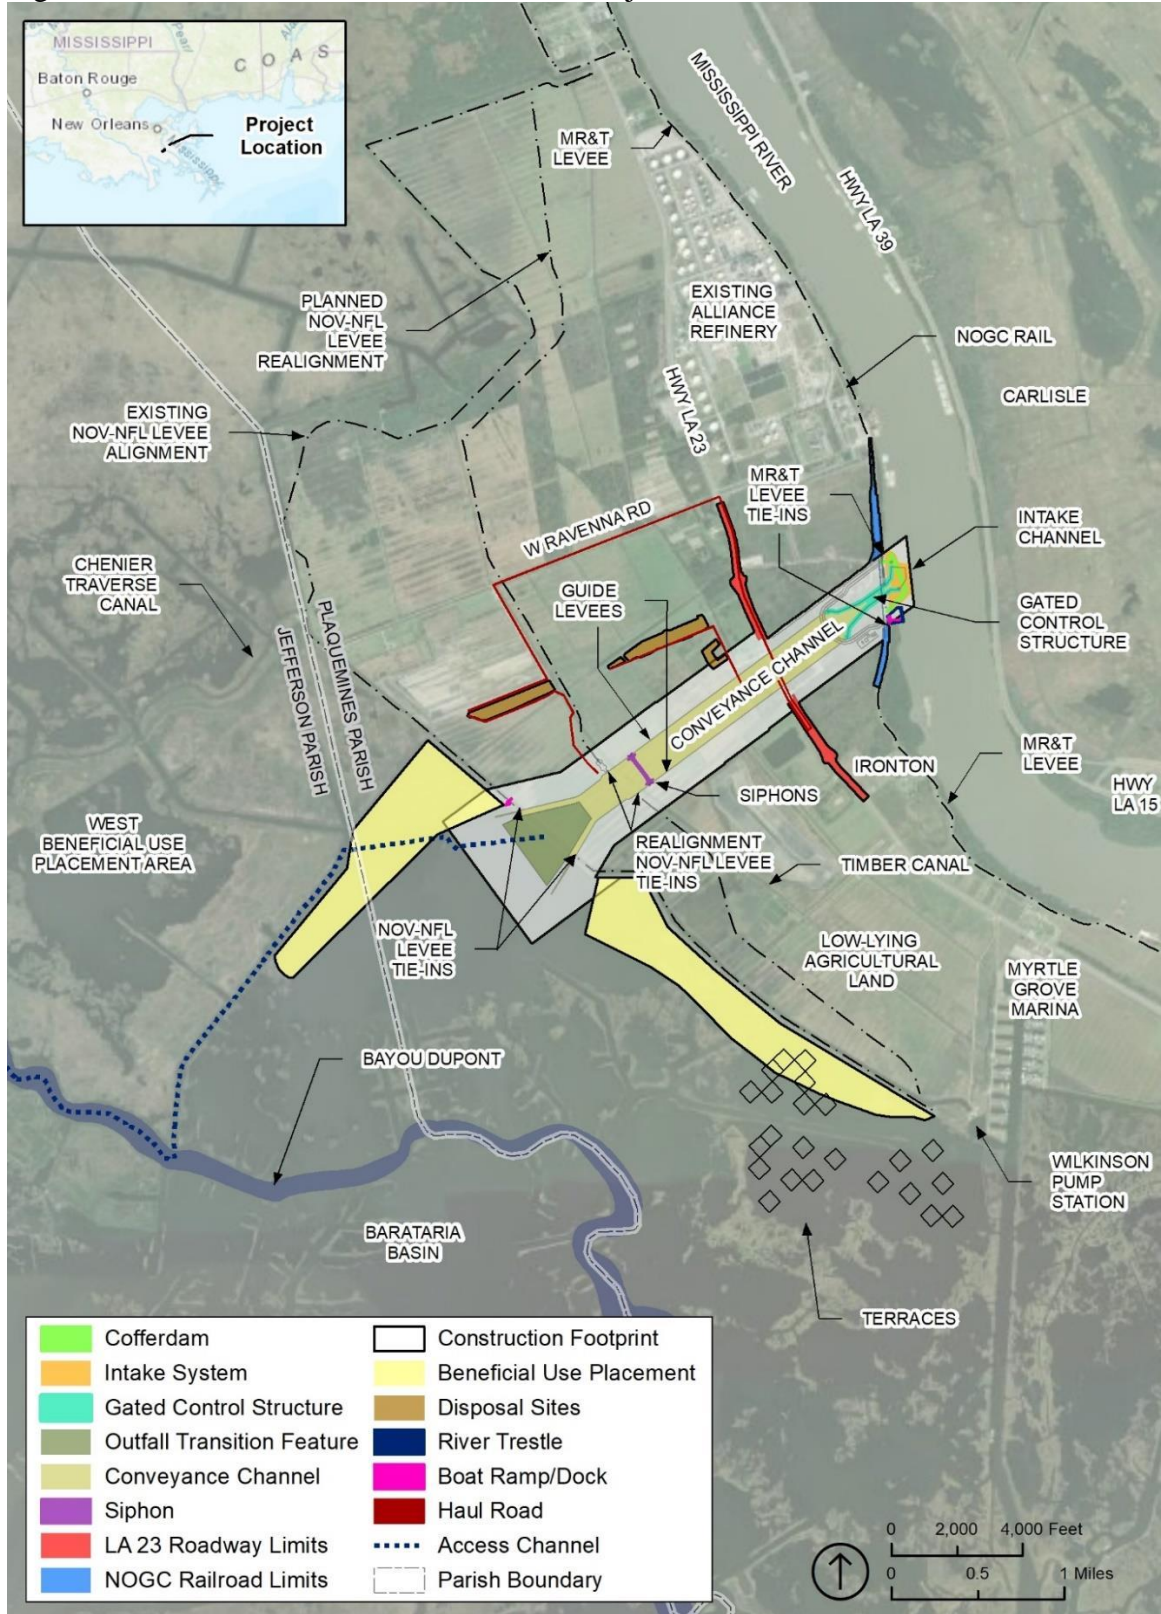 MISSISSIPPI
Pearl
C O A S
Baton Rouge
New Orleans
Project
Location
MISSISSIPPI RIVER
HWY LA 39
MR&T
LEVEE
EXISTING
ALLIANCE
REFINERY
PLANNED
NOV-NFL
LEVEE
REALIGNMENT
NOGC RAIL
HWY LA 23
CARLISLE
EXISTING
NOV-NFL LEVEE
ALIGNMENT
MR&T
LEVEE
TIE-INS
W RAVENNA RD
INTAKE
CHANNEL
CHENIER
TRAVERSE
CANAL
GUIDE
LEVEES
GATED
CONTROL
STRUCTURE
PLAQUEMINES PARISH
JEFFERSON PARISH
CONVEYANCE CHANNEL
IRONTON
MR&T
LEVEE
HWY
LA 15
SIPHONS
WEST
BENEFICIAL USE
PLACEMENT AREA
REALIGNMENT
NOV-NFL LEVEE
TIE-INS
TIMBER CANAL
NOV-NFL
LEVEE
TIE-INS
LOW-LYING
AGRICULTURAL
LAND
MYRTLE
GROVE
MARINA
BAYOU DUPONT
WILKINSON
PUMP
STATION
BARATARIA
BASIN
TERRACES
Cofferdam
Intake System
Gated Control Structure
Outfall Transition Feature
Conveyance Channel
Siphon
LA 23 Roadway Limits
NOGC Railroad Limits
Construction Footprint
Beneficial Use Placement
Disposal Sites
River Trestle
Boat Ramp/Dock
Haul Road
Access Channel
Parish Boundary
0 2,000 4,000 Feet
0 0.5 1 Miles